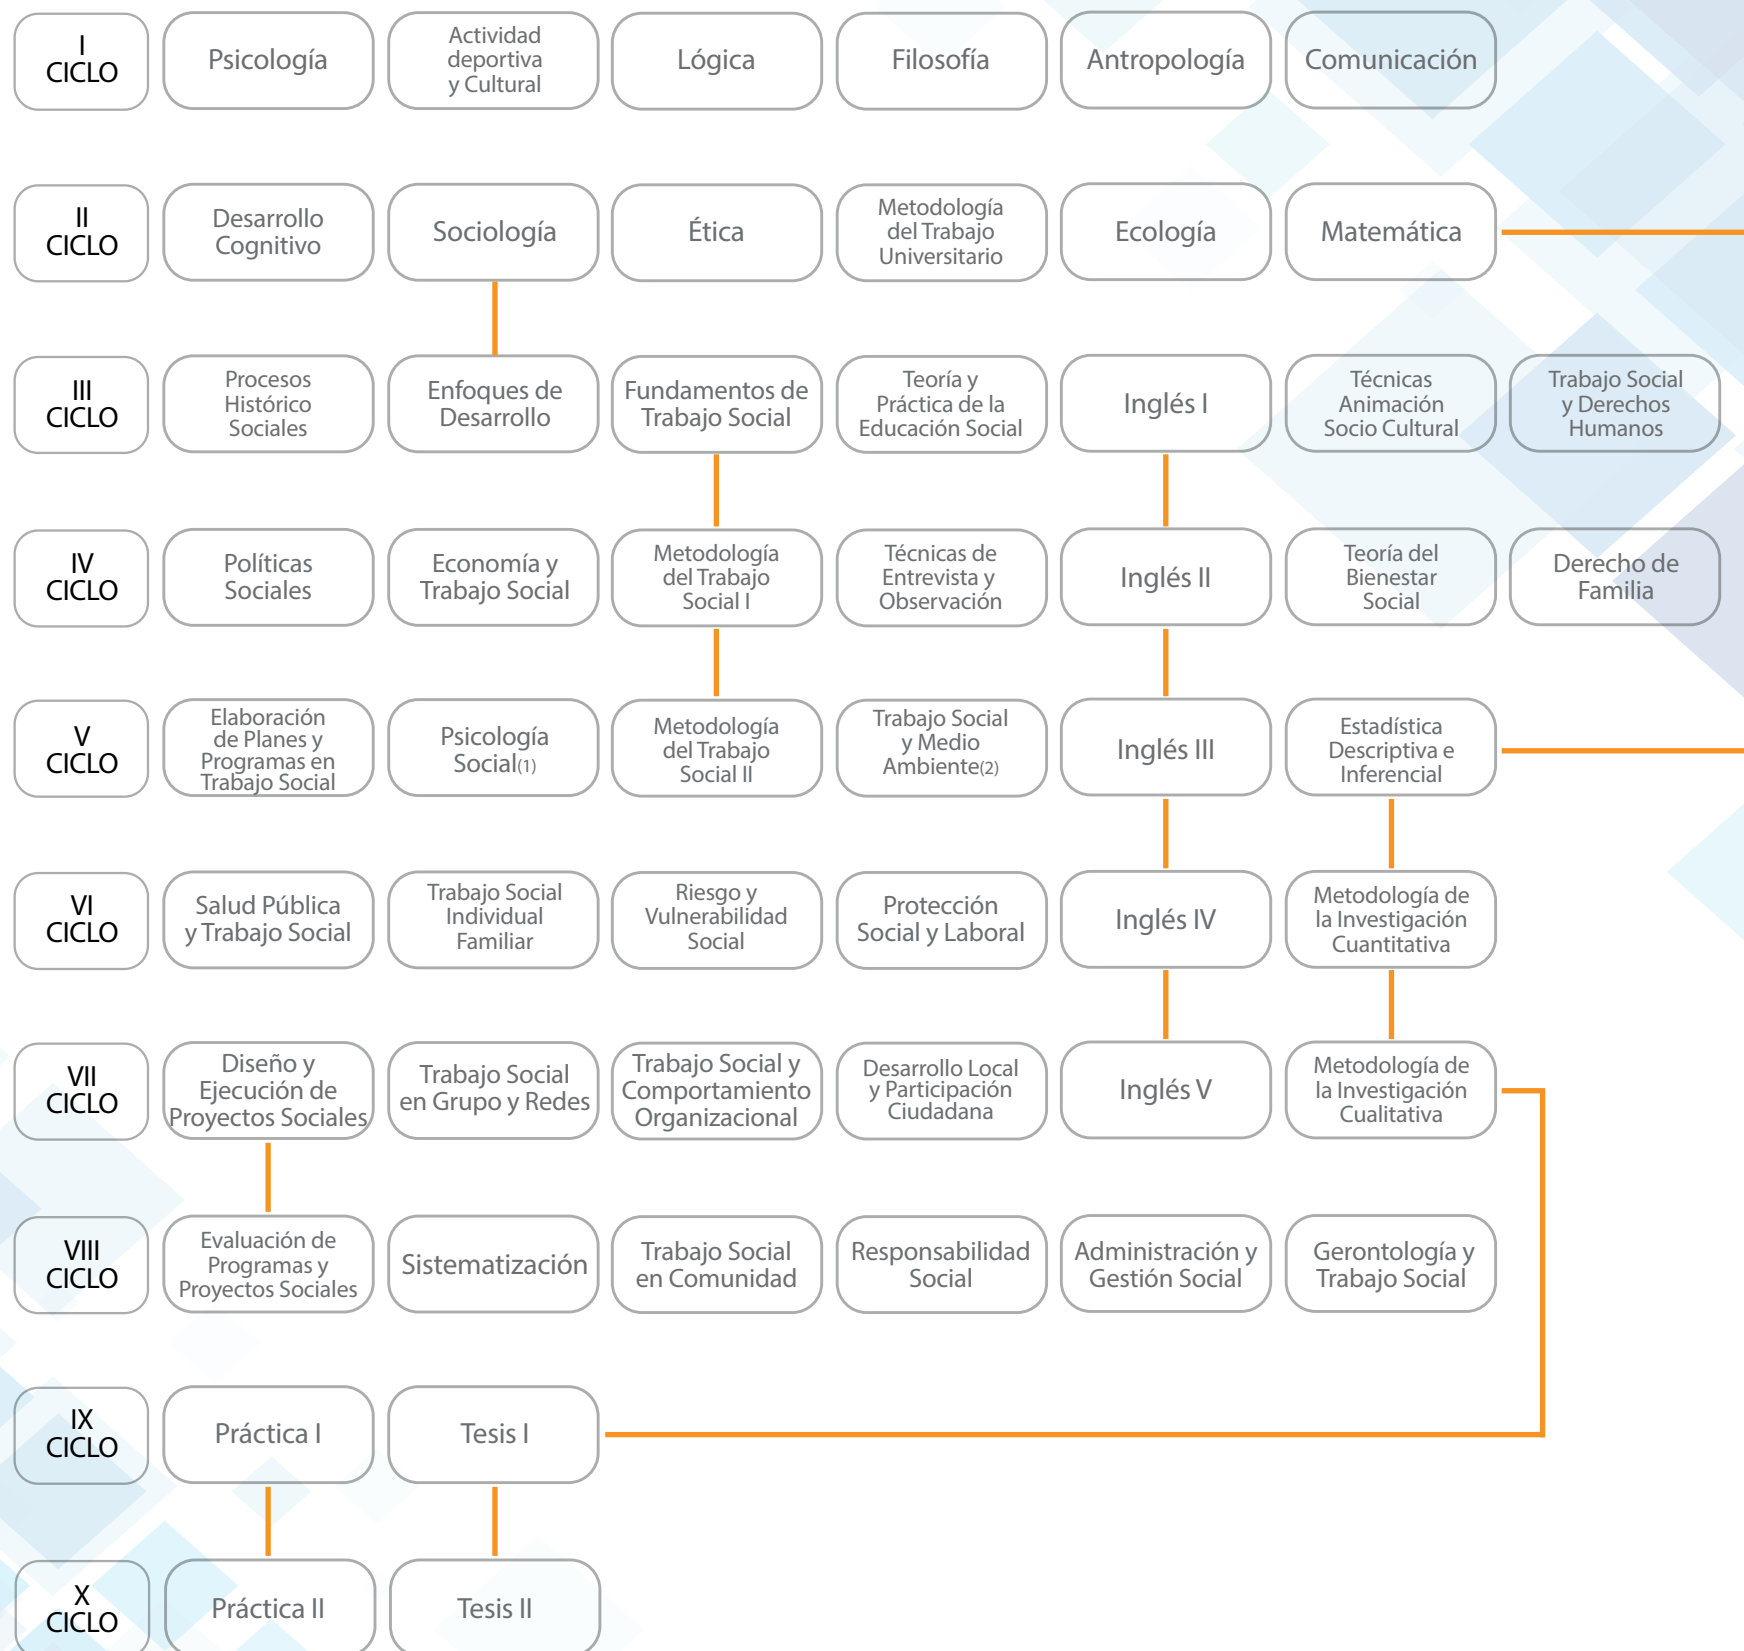 I
CICLO
Psicología
Actividad
deportiva
y Cultural
Lógica
Filosofía
Antropología
Comunicación
II
CICLO
Desarrollo
Cognitivo
Sociología
Ética
Metodología
del Trabajo
Universitario
Ecología
Matemática
III
CICLO
Procesos
Histórico
Sociales
Enfoques de
Desarrollo
Fundamentos de
Trabajo Social
Teoría y
Práctica de la
Educación Social
Inglés I
Técnicas
Animación
Socio Cultural
Trabajo Social
y Derechos
Humanos
IV
CICLO
Políticas
Sociales
Economía y
Trabajo Social
Metodología
del Trabajo
Social I
Técnicas de
Entrevista y
Observación
Inglés II
Teoría del
Bienestar
Social
Derecho de
Familia
V
CICLO
Elaboración
de Planes y
Programas en
Trabajo Social
Psicología
Social(1)
Metodología
del Trabajo
Social II
Trabajo Social
y Medio
Ambiente(2)
Inglés III
Estadística
Descriptiva e
Inferencial
VI
CICLO
Salud Pública
y Trabajo Social
Trabajo Social
Individual
Familiar
Riesgo y
Vulnerabilidad
Social
Protección
Social y Laboral
Inglés IV
Metodología de
la Investigación
Cuantitativa
VII
CICLO
Diseño y
Ejecución de
Proyectos Sociales
Trabajo Social
en Grupo y Redes
Trabajo Social y
Comportamiento
Organizacional
Desarrollo Local
y Participación
Ciudadana
Inglés V
Metodología de
la Investigación
Cualitativa
VIII
CICLO
Evaluación de
Programas y
Proyectos Sociales
Sistematización
Trabajo Social
en Comunidad
Responsabilidad
Social
Administración y
Gestión Social
Gerontología y
Trabajo Social
IX
CICLO
Práctica I
Tesis I
X
CICLO
Práctica II
Tesis II